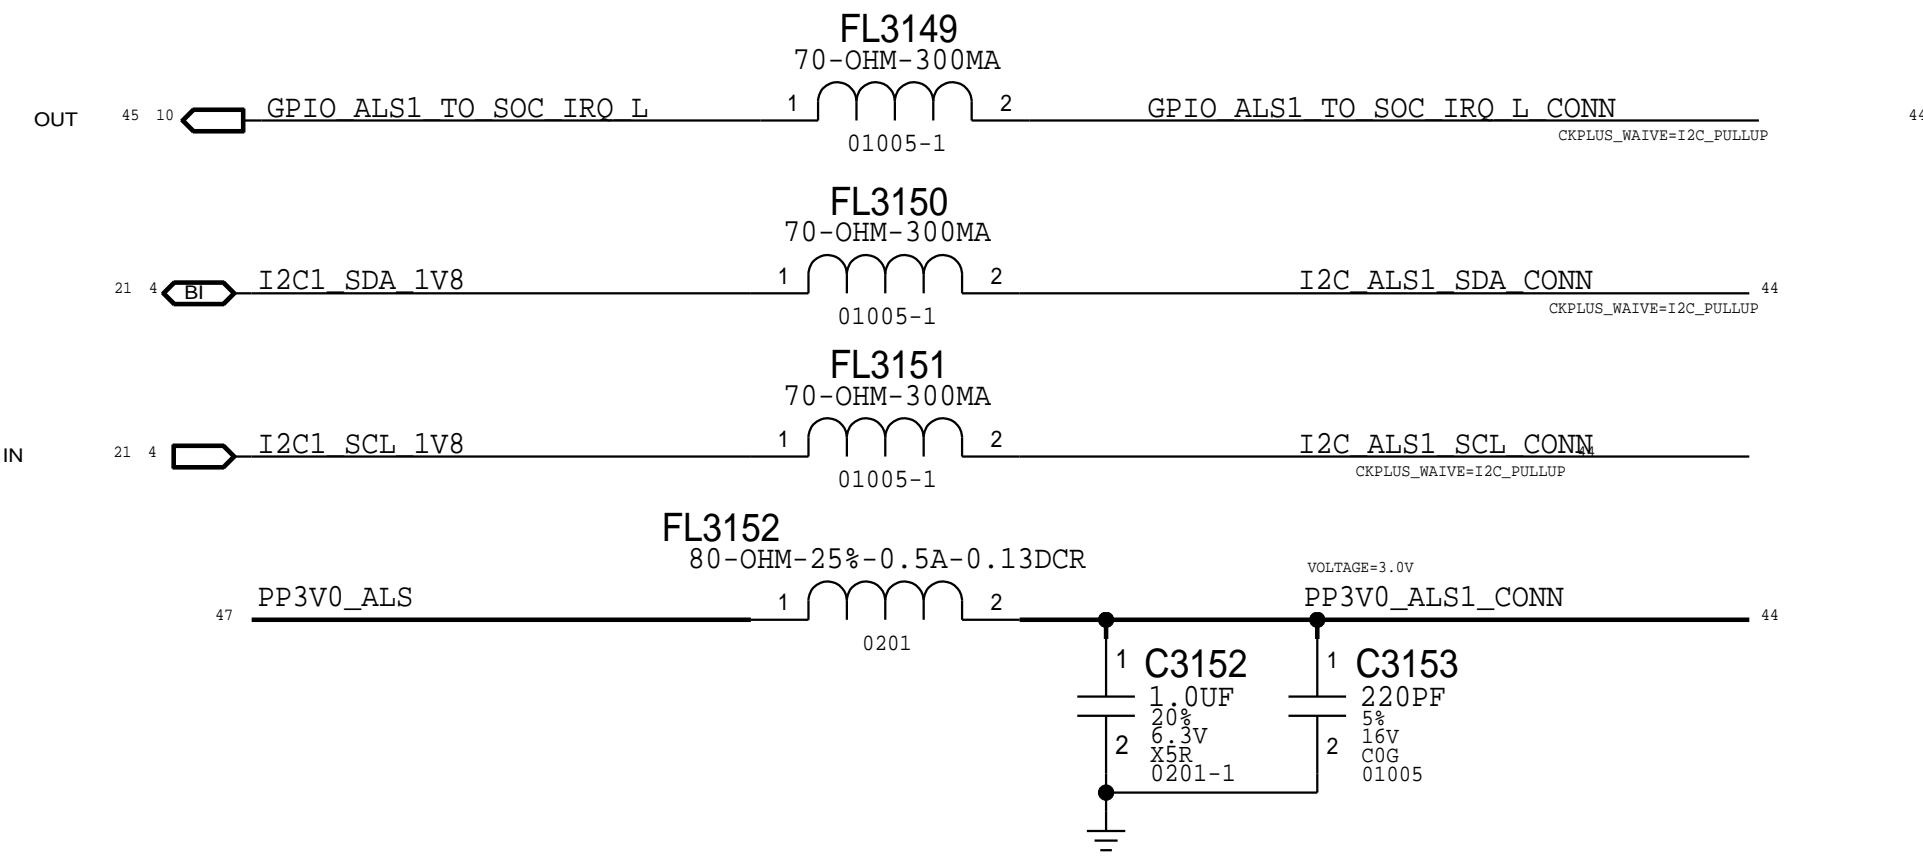 FL3149
70-OHM-300MA
OUT 45 10 GPIO_ALS1_TO_SOC_IRQ_L 1 2 GPIO_ALS1_TO_SOC_IRQ_L_CONN 44
01005-1 CKPLUS_WAIVE=I2C_PULLUP
FL3150
70-OHM-300MA
21 4 BI I2C1_SDA_1V8 1 2 I2C_ALS1_SDA_CONN 44
01005-1 CKPLUS_WAIVE=I2C_PULLUP
FL3151
70-OHM-300MA
IN 21 4 I2C1_SCL_1V8 1 2 I2C_ALS1_SCL_CONN 44
01005-1 CKPLUS_WAIVE=I2C_PULLUP
FL3152
80-OHM-25%-0.5A-0.13DCR
VOLTAGE=3.0V
47 PP3V0_ALS 1 2 PP3V0_ALS1_CONN 44
0201
1 C3152 1 C3153
1.0UF 220PF
20% 5%
2 6.3V 2 16V
X5R C0G
0201-1 01005